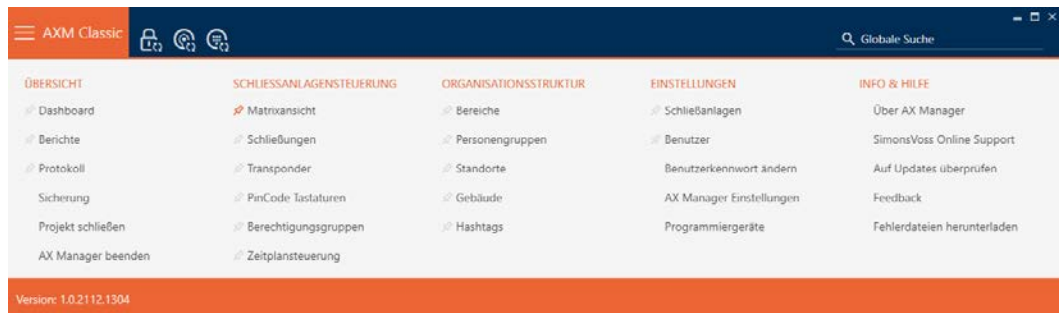 AXM Classic
Globale Suche
ÜBERSICHT
Dashboard
Berichte
Protokoll
Sicherung
Projekt schließen
AX Manager beenden
SCHLIESSANLAGENSTEUERUNG
Matrixansicht
Schließungen
Transponder
PinCode Tastaturen
Berechtigungsgruppen
Zeitplansteuerung
ORGANISATIONSSTRUKTUR
Bereiche
Personengruppen
Standorte
Gebäude
Hashtags
EINSTELLUNGEN
Schließanlagen
Benutzer
Benutzerkennwort ändern
AX Manager Einstellungen
Programmiergeräte
INFO & HILFE
Über AX Manager
SimonsVoss Online Support
Auf Updates überprüfen
Feedback
Fehlerdateien herunterladen
Version: 1.0.2112.1304